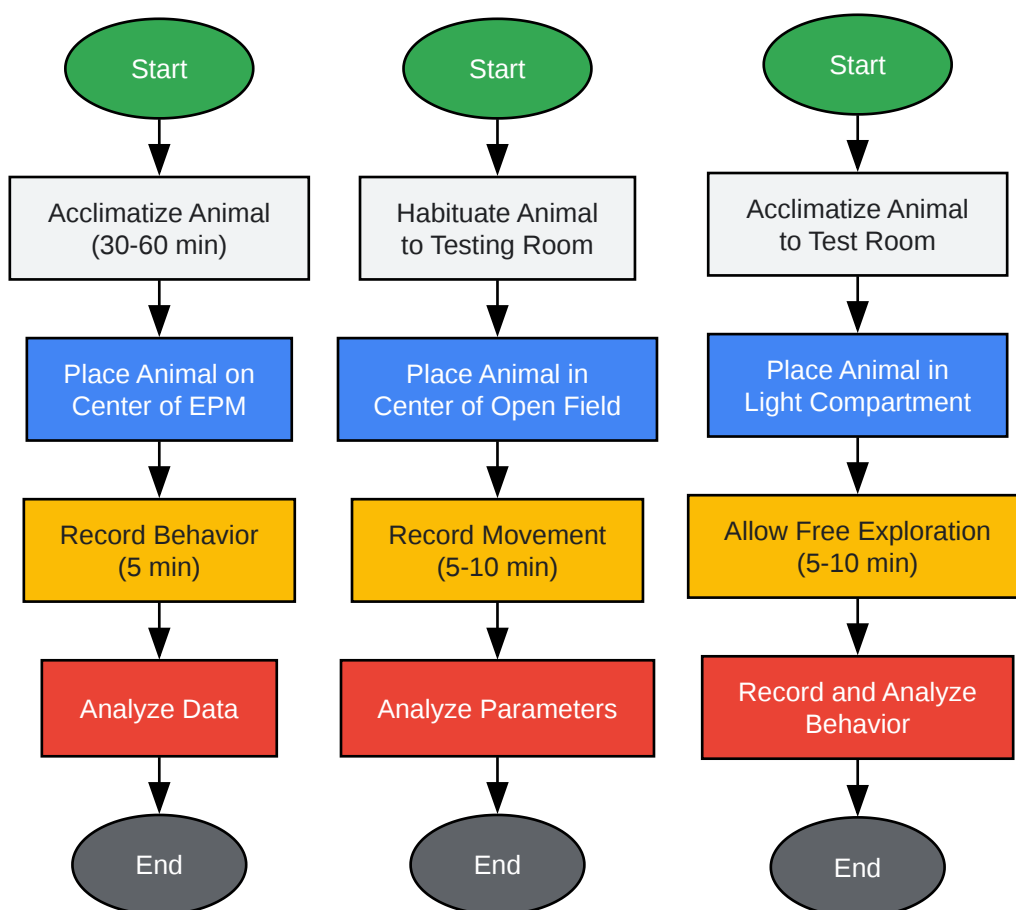 Start
Acclimatize Animal
(30-60 min)
Place Animal on
Center of EPM
Record Behavior
(5 min)
Analyze Data
End
Start
Habituate Animal
to Testing Room
Place Animal in
Center of Open Field
Record Movement
(5-10 min)
Analyze Parameters
End
Start
Acclimatize Animal
to Test Room
Place Animal in
Light Compartment
Allow Free Exploration
(5-10 min)
Record and Analyze
Behavior
End